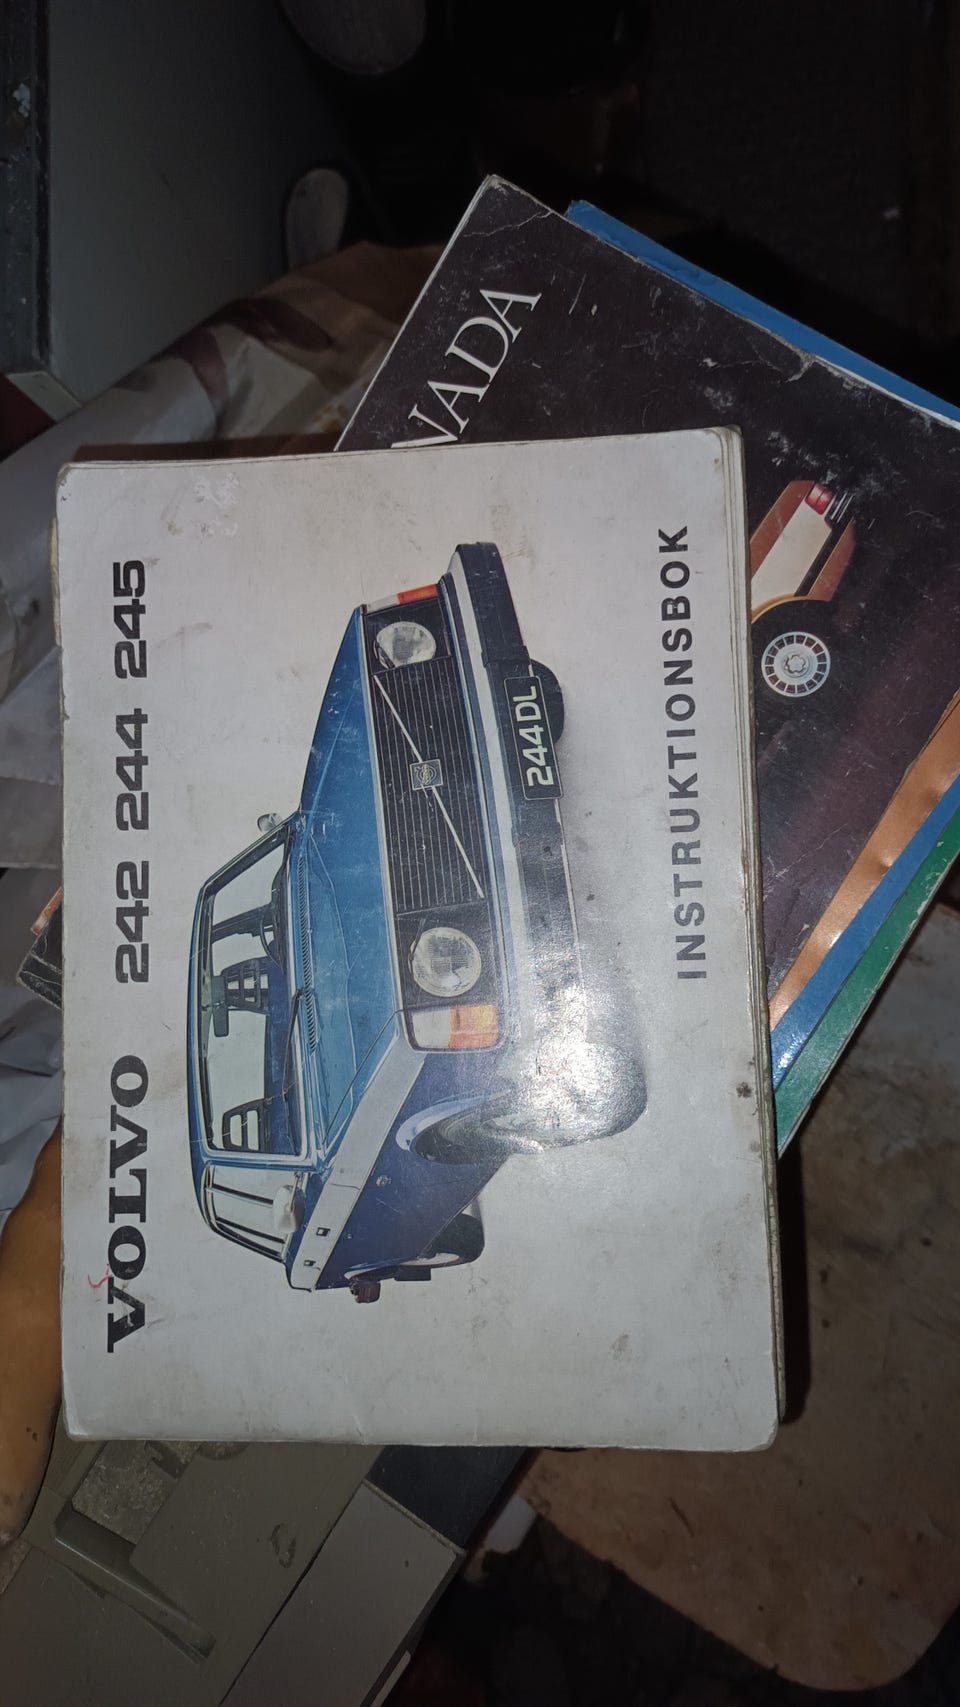 VOLVO 242 244 245
244DL
INSTRUKTIONSBOK
NADA